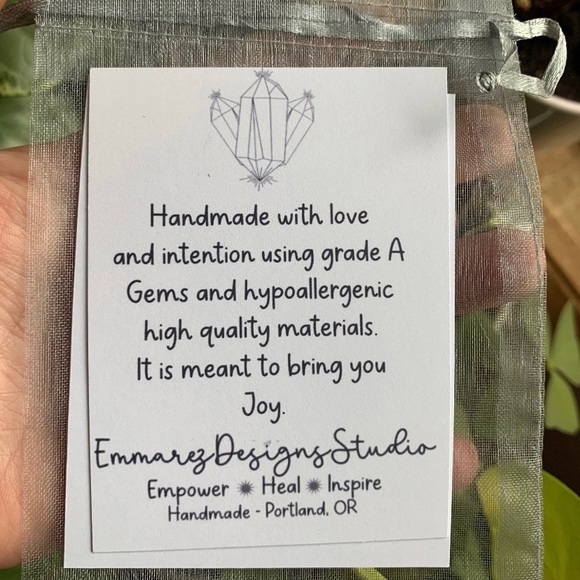 Handmade with love
and intention using grade A
Gems and hypoallergenic
high quality materials.
It is meant to bring you
Joy.
EmmarezDesignsStudio
Empower ✷ Heal ✷ Inspire
Handmade - Portland, OR